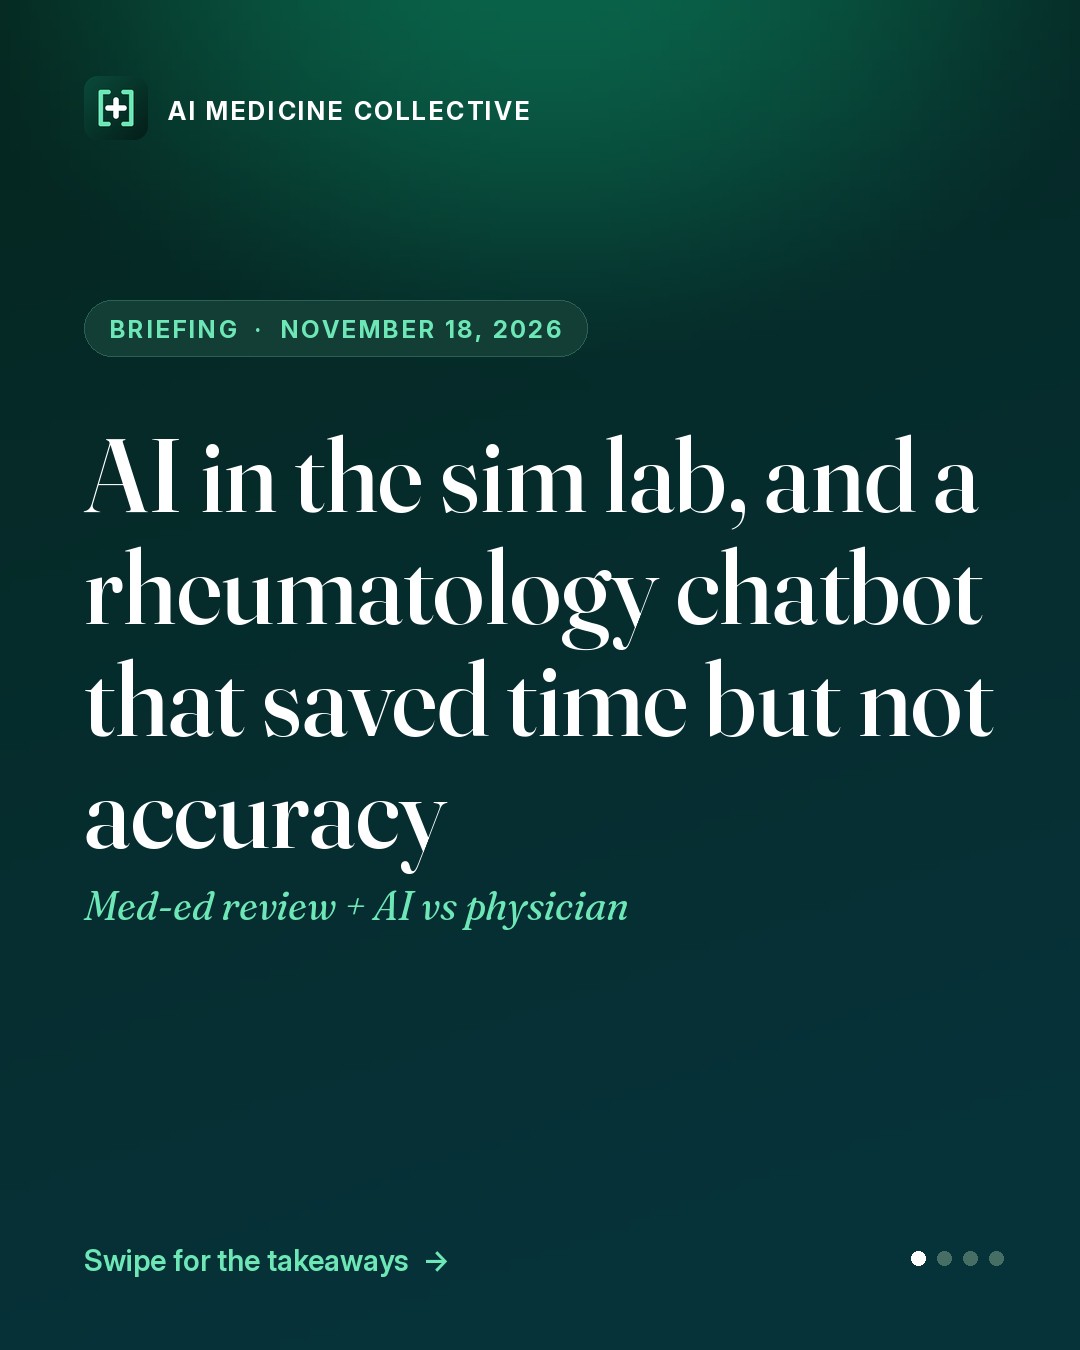 AI MEDICINE COLLECTIVE
BRIEFING · NOVEMBER 18, 2026
AI in the sim lab, and a
rheumatology chatbot
that saved time but not
accuracy
Med-ed review + AI vs physician
Swipe for the takeaways →